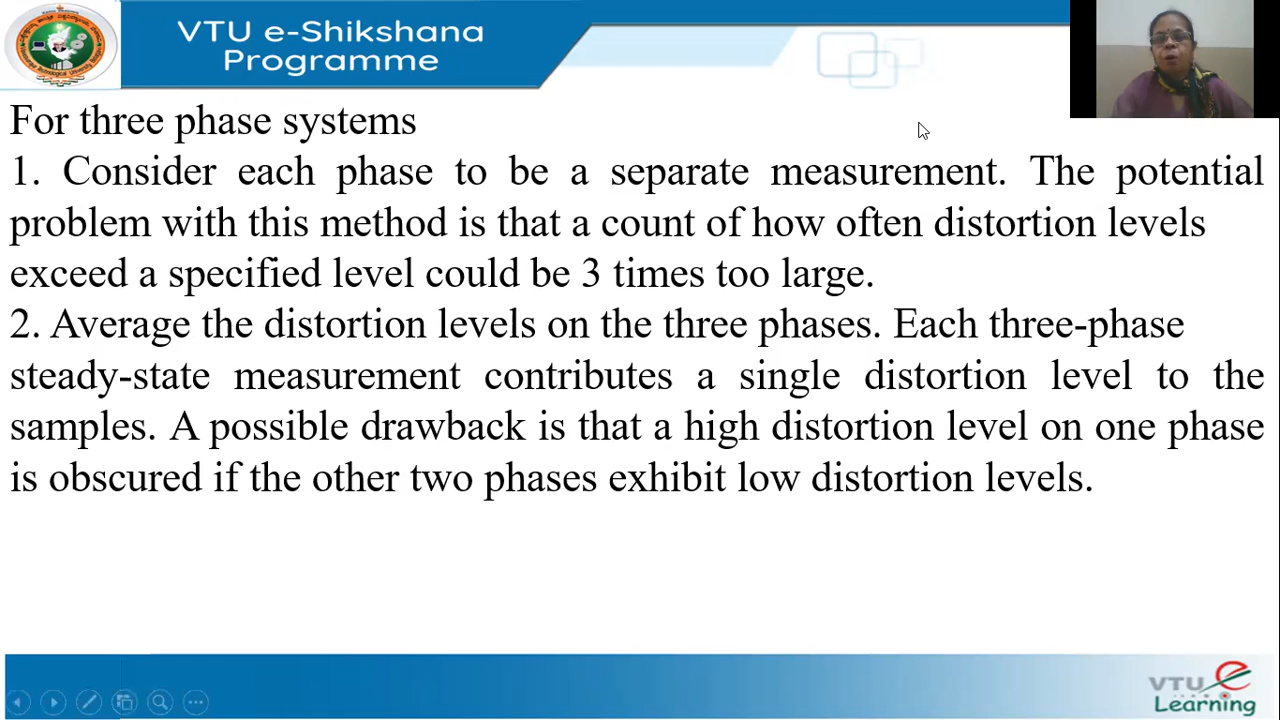 VTU e-Shikshana
Programme
For three phase systems
1. Consider each phase to be a separate measurement. The potential
problem with this method is that a count of how often distortion levels
exceed a specified level could be 3 times too large.
2. Average the distortion levels on the three phases. Each three-phase
steady-state measurement contributes a single distortion level to the
samples. A possible drawback is that a high distortion level on one phase
is obscured if the other two phases exhibit low distortion levels.
VTU e
Learning